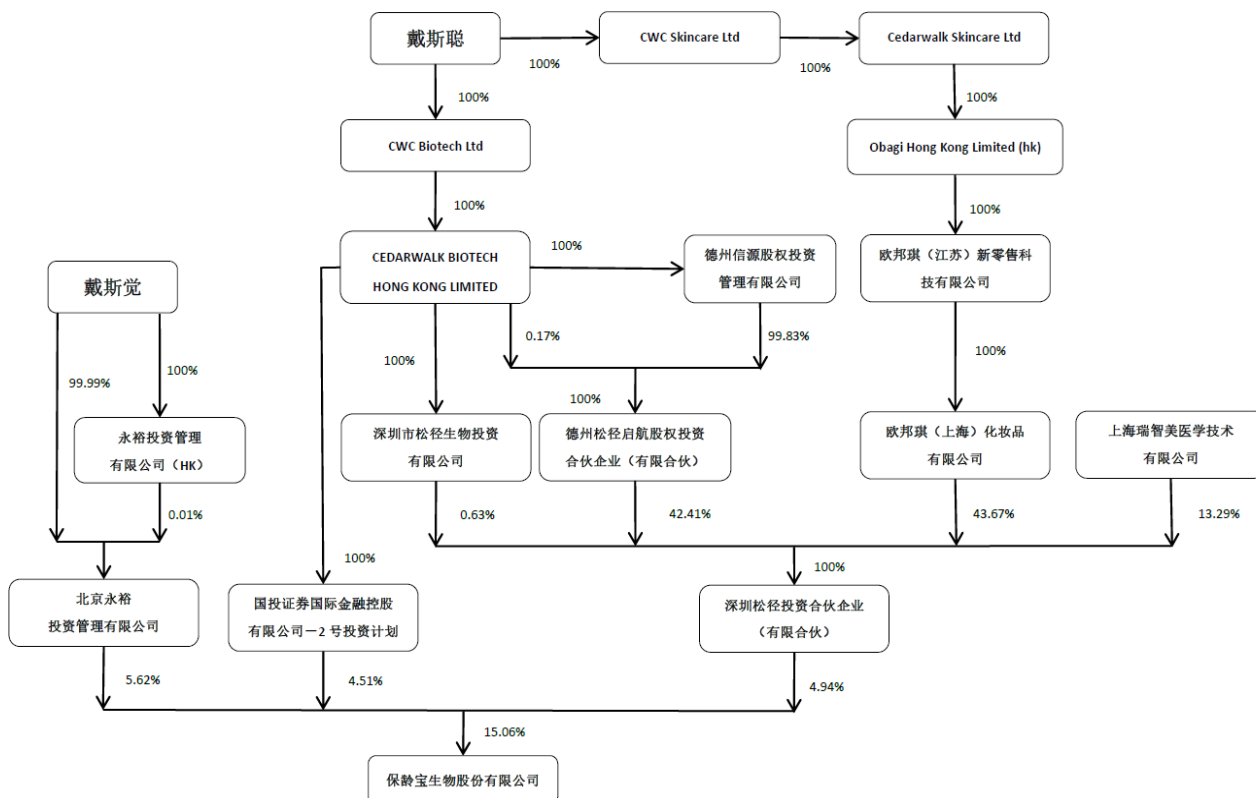 戴斯聪
CWC Skincare Ltd
Cedarwalk Skincare Ltd
100%
100%
100%
100%
CWC Biotech Ltd
Obagi Hong Kong Limited (hk)
100%
100%
CEDARWALK BIOTECH
HONG KONG LIMITED
100%
德州信源股权投资
管理有限公司
欧邦琪（江苏）新零售科
技有限公司
戴斯觉
0.17%
99.83%
100%
100%
99.99%
100%
100%
永裕投资管理
有限公司（HK）
深圳市松径生物投资
有限公司
德州松径启航股权投资
合伙企业（有限合伙）
欧邦琪（上海）化妆品
有限公司
上海瑞智美医学技术
有限公司
0.01%
0.63%
42.41%
43.67%
13.29%
100%
100%
北京永裕
投资管理有限公司
国投证券国际金融控股
有限公司－2 号投资计划
深圳松径投资合伙企业
（有限合伙）
5.62%
4.51%
4.94%
15.06%
保龄宝生物股份有限公司